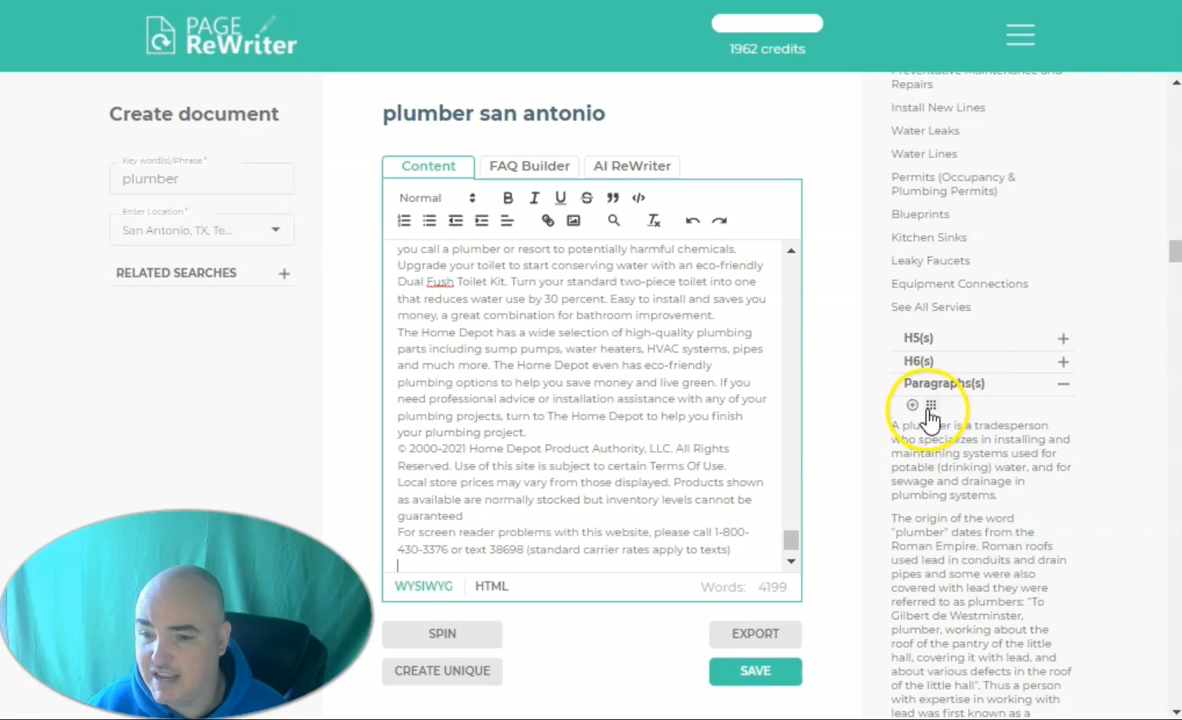 PAGE
ReWriter
1962 credits
Create document
Key word(s)/Phrase*
plumber
Enter Location*
San Antonio, TX, Te...
RELATED SEARCHES
plumber san antonio
Content
FAQ Builder
AI ReWriter
Normal
B I U S
you call a plumber or resort to potentially harmful chemicals.
Upgrade your toilet to start conserving water with an eco-friendly
Dual Fush Toilet Kit. Turn your standard two-piece toilet into one
that reduces water use by 30 percent. Easy to install and saves you
money, a great combination for bathroom improvement.
The Home Depot has a wide selection of high-quality plumbing
parts including sump pumps, water heaters, HVAC systems, pipes
and much more. The Home Depot even has eco-friendly
plumbing options to help you save money and live green. If you
need professional advice or installation assistance with any of your
plumbing projects, turn to The Home Depot to help you finish
your plumbing project.
© 2000-2021 Home Depot Product Authority, LLC. All Rights
Reserved. Use of this site is subject to certain Terms Of Use.
Local store prices may vary from those displayed. Products shown
as available are normally stocked but inventory levels cannot be
guaranteed
For screen reader problems with this website, please call 1-800-
430-3376 or text 38698 (standard carrier rates apply to texts)
WYSIWYG
HTML
Words: 4199
SPIN
EXPORT
CREATE UNIQUE
SAVE
Preventative Maintenance and
Repairs
Install New Lines
Water Leaks
Water Lines
Permits (Occupancy &
Plumbing Permits)
Blueprints
Kitchen Sinks
Leaky Faucets
Equipment Connections
See All Servies
H5(s)
H6(s)
Paragraphs(s)
A plumber is a tradesperson
who specializes in installing and
maintaining systems used for
potable (drinking) water, and for
sewage and drainage in
plumbing systems.
The origin of the word
"plumber" dates from the
Roman Empire. Roman roofs
used lead in conduits and drain
pipes and some were also
covered with lead they were
referred to as plumbers: "To
Gilbert de Westminster,
plumber, working about the
roof of the pantry of the little
hall, covering it with lead, and
about various defects in the roof
of the little hall". Thus a person
with expertise in working with
lead was first known as a